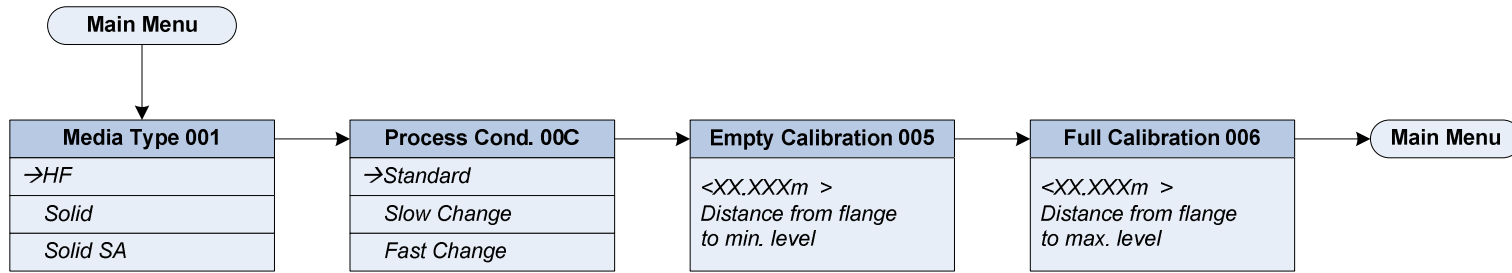 Main Menu
Media Type 001
→HF
Solid
Solid SA
Process Cond. 00C
→Standard
Slow Change
Fast Change
Empty Calibration 005
<XX.XXXm >
Distance from flange
to min. level
Full Calibration 006
<XX.XXXm >
Distance from flange
to max. level
Main Menu